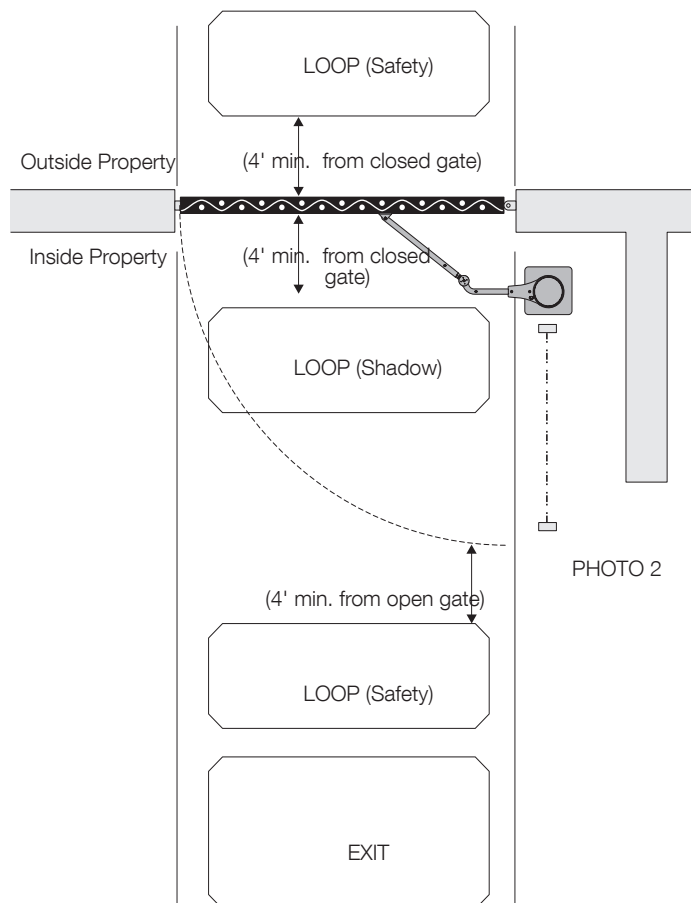 LOOP (Safety)
Outside Property
(4' min. from closed gate)
Inside Property
(4' min. from closed
gate)
LOOP (Shadow)
PHOTO 2
(4' min. from open gate)
LOOP (Safety)
EXIT